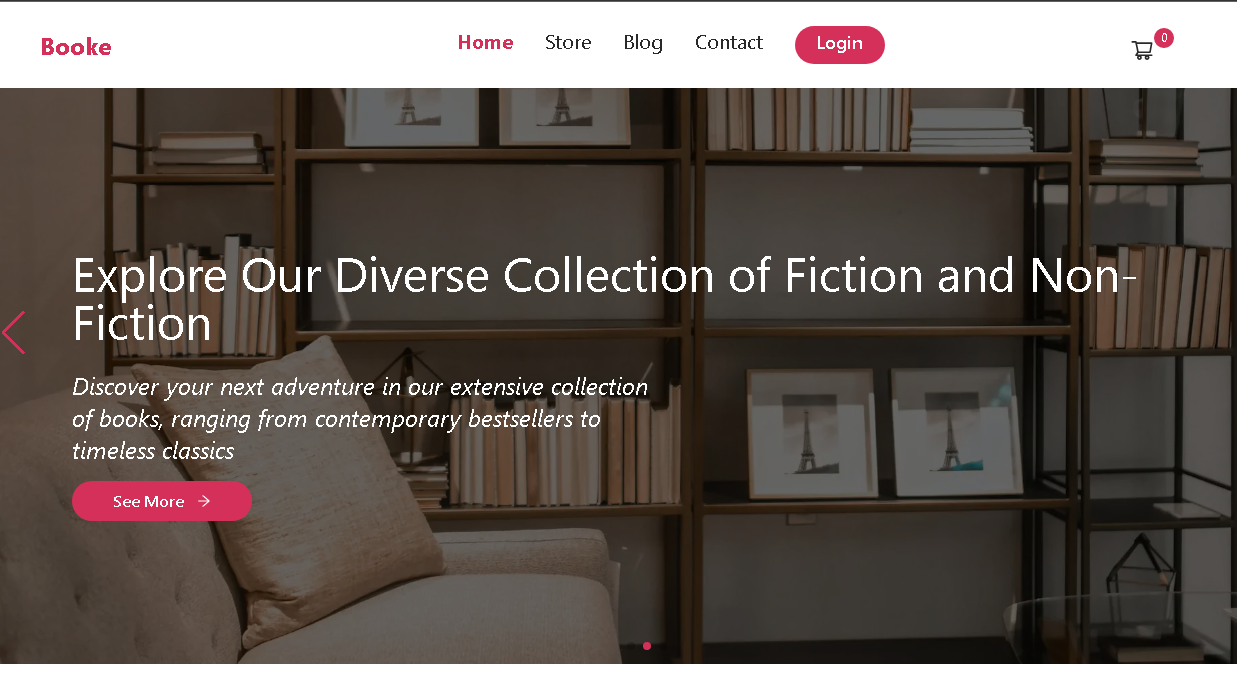 Booke
Home Store Blog Contact Login
0
Explore Our Diverse Collection of Fiction and Non-
Fiction
Discover your next adventure in our extensive collection
of books, ranging from contemporary bestsellers to
timeless classics
See More